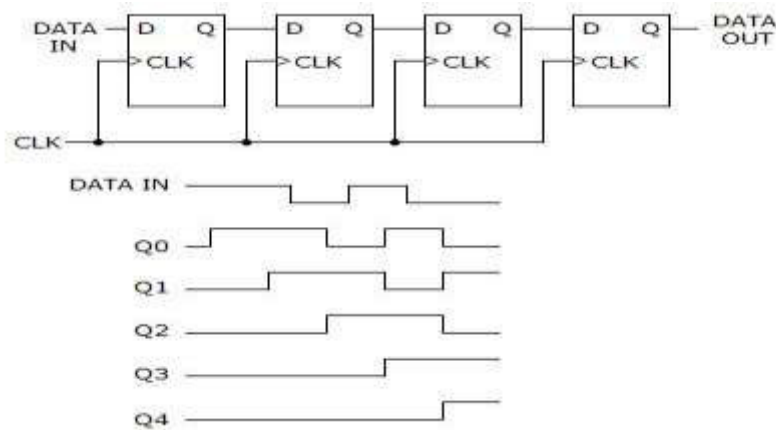 DATA IN
D Q
CLK
D Q
CLK
D Q
CLK
D Q
CLK
DATA OUT
CLK
DATA IN
Q0
Q1
Q2
Q3
Q4